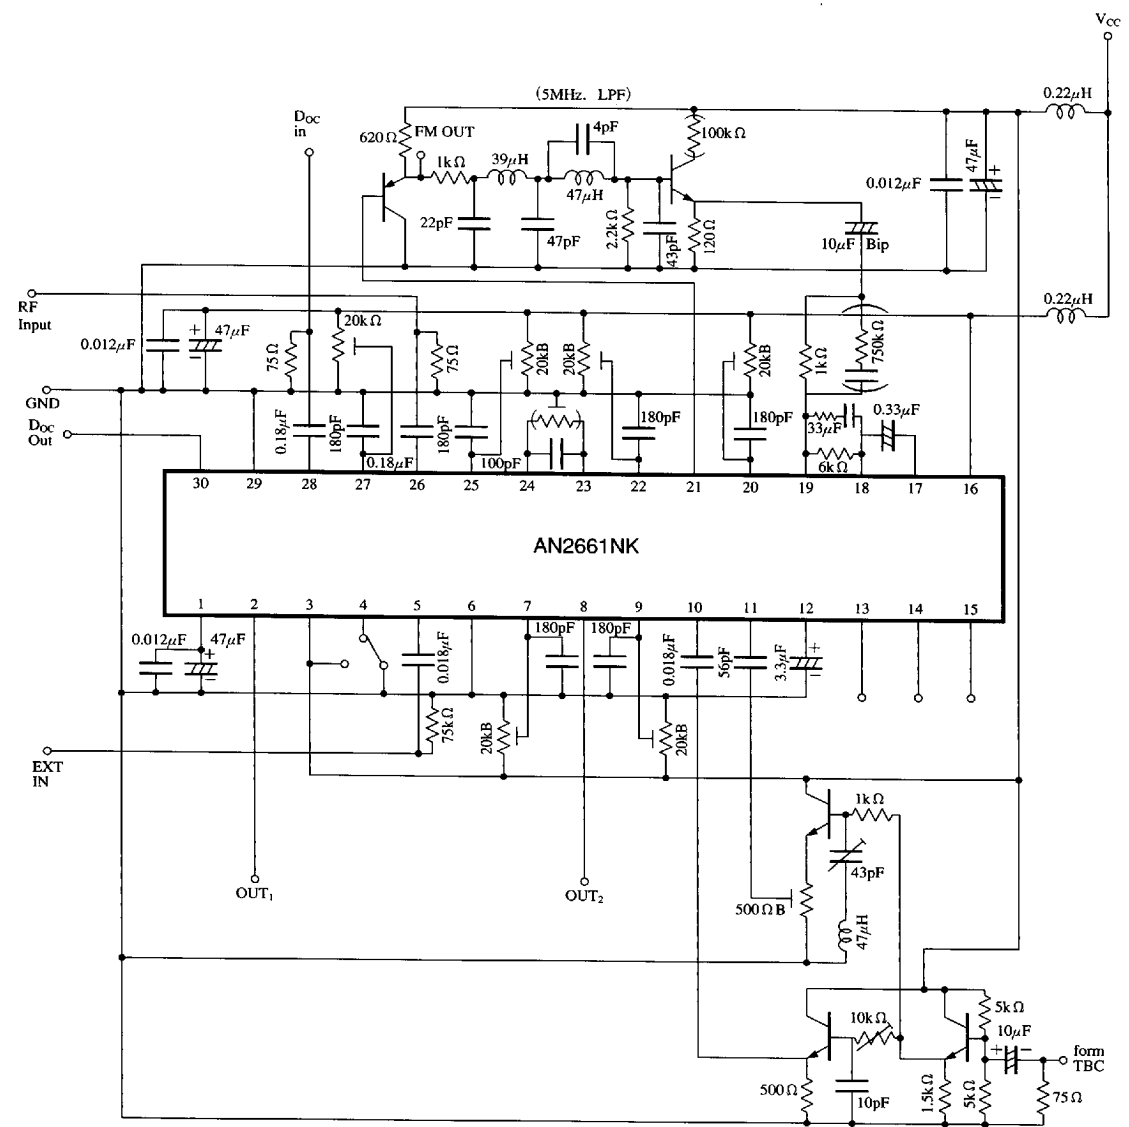 V_CC
0.22μH
(5MHz. LPF)
D_OC
in
620Ω
FM OUT
1kΩ
39μH
4pF
47μH
100kΩ
0.012μF
47μF
+
−
22pF
47pF
2.2kΩ
43pF
120Ω
10μF Bip
RF
Input
0.22μH
0.012μF
+
47μF
−
75Ω
20kΩ
75Ω
20kB
20kB
20kB
1kΩ
750kΩ
GND
D_OC
Out
0.18μF
180pF
0.18μF
180pF
100pF
180pF
180pF
33μF
0.33μF
6kΩ
30 29 28 27 26 25 24 23 22 21 20 19 18 17 16
AN2661NK
1 2 3 4 5 6 7 8 9 10 11 12 13 14 15
0.012μF
47μF
+
−
0.018μF
180pF
180pF
0.018μF
56pF
3.3μF
+
−
75kΩ
20kB
20kB
EXT
IN
1kΩ
43pF
OUT₁
OUT₂
500ΩB
47μH
5kΩ
10kΩ
10μF
+ −
form
TBC
500Ω
10pF
1.5kΩ
5kΩ
75Ω